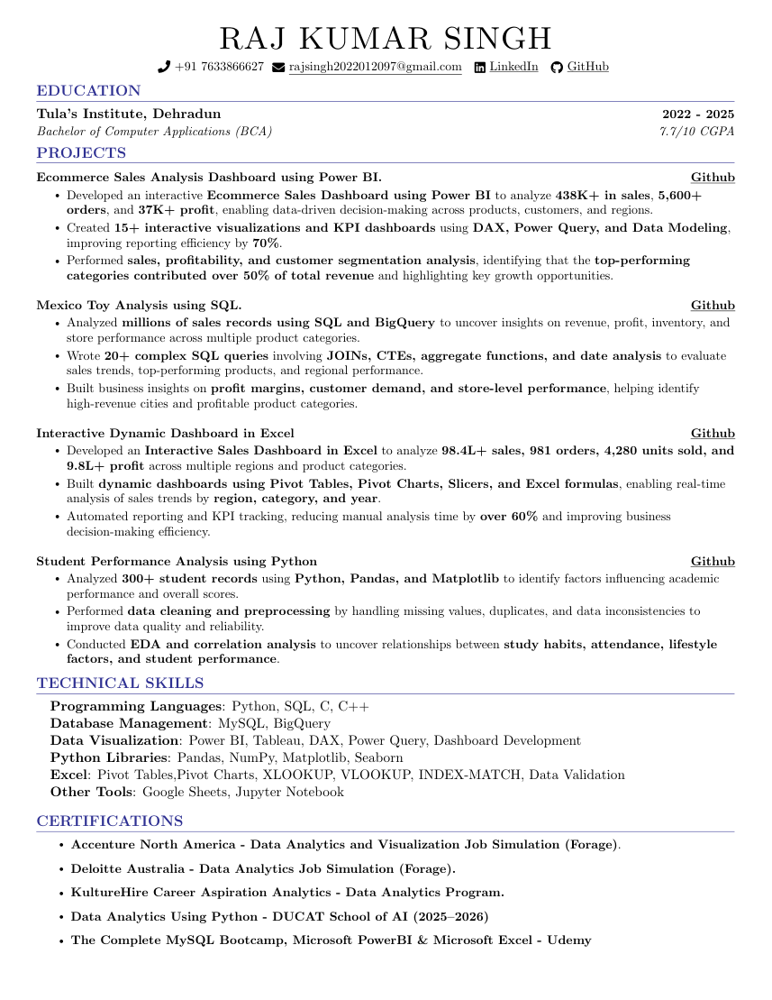 RAJ KUMAR SINGH
+91 7633866627 rajsingh2022012097@gmail.com LinkedIn GitHub
EDUCATION
Tula's Institute, Dehradun 2022 - 2025
Bachelor of Computer Applications (BCA) 7.7/10 CGPA
PROJECTS
Ecommerce Sales Analysis Dashboard using Power BI. Github
• Developed an interactive Ecommerce Sales Dashboard using Power BI to analyze 438K+ in sales, 5,600+
orders, and 37K+ profit, enabling data-driven decision-making across products, customers, and regions.
• Created 15+ interactive visualizations and KPI dashboards using DAX, Power Query, and Data Modeling,
improving reporting efficiency by 70%.
• Performed sales, profitability, and customer segmentation analysis, identifying that the top-performing
categories contributed over 50% of total revenue and highlighting key growth opportunities.
Mexico Toy Analysis using SQL. Github
• Analyzed millions of sales records using SQL and BigQuery to uncover insights on revenue, profit, inventory, and
store performance across multiple product categories.
• Wrote 20+ complex SQL queries involving JOINs, CTEs, aggregate functions, and date analysis to evaluate
sales trends, top-performing products, and regional performance.
• Built business insights on profit margins, customer demand, and store-level performance, helping identify
high-revenue cities and profitable product categories.
Interactive Dynamic Dashboard in Excel Github
• Developed an Interactive Sales Dashboard in Excel to analyze 98.4L+ sales, 981 orders, 4,280 units sold, and
9.8L+ profit across multiple regions and product categories.
• Built dynamic dashboards using Pivot Tables, Pivot Charts, Slicers, and Excel formulas, enabling real-time
analysis of sales trends by region, category, and year.
• Automated reporting and KPI tracking, reducing manual analysis time by over 60% and improving business
decision-making efficiency.
Student Performance Analysis using Python Github
• Analyzed 300+ student records using Python, Pandas, and Matplotlib to identify factors influencing academic
performance and overall scores.
• Performed data cleaning and preprocessing by handling missing values, duplicates, and data inconsistencies to
improve data quality and reliability.
• Conducted EDA and correlation analysis to uncover relationships between study habits, attendance, lifestyle
factors, and student performance.
TECHNICAL SKILLS
Programming Languages: Python, SQL, C, C++
Database Management: MySQL, BigQuery
Data Visualization: Power BI, Tableau, DAX, Power Query, Dashboard Development
Python Libraries: Pandas, NumPy, Matplotlib, Seaborn
Excel: Pivot Tables,Pivot Charts, XLOOKUP, VLOOKUP, INDEX-MATCH, Data Validation
Other Tools: Google Sheets, Jupyter Notebook
CERTIFICATIONS
• Accenture North America - Data Analytics and Visualization Job Simulation (Forage).
• Deloitte Australia - Data Analytics Job Simulation (Forage).
• KultureHire Career Aspiration Analytics - Data Analytics Program.
• Data Analytics Using Python - DUCAT School of AI (2025–2026)
• The Complete MySQL Bootcamp, Microsoft PowerBI & Microsoft Excel - Udemy